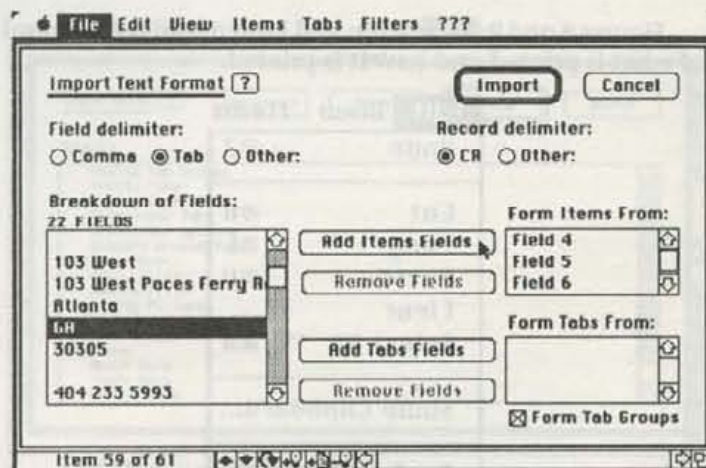 File Edit View Items Tabs Filters ???
Import Text Format ?
Import Cancel
Field delimiter:
Record delimiter:
Comma Tab Other:
CR Other:
Breakdown of Fields:
22 FIELDS
Form Items From:
103 West
103 West Paces Ferry R
Atlanta
GA
30305
404 233 5993
Add Items Fields
Remove Fields
Field 4
Field 5
Field 6
Form Tabs From:
Add Tabs Fields
Remove Fields
Form Tab Groups
Item 59 of 61